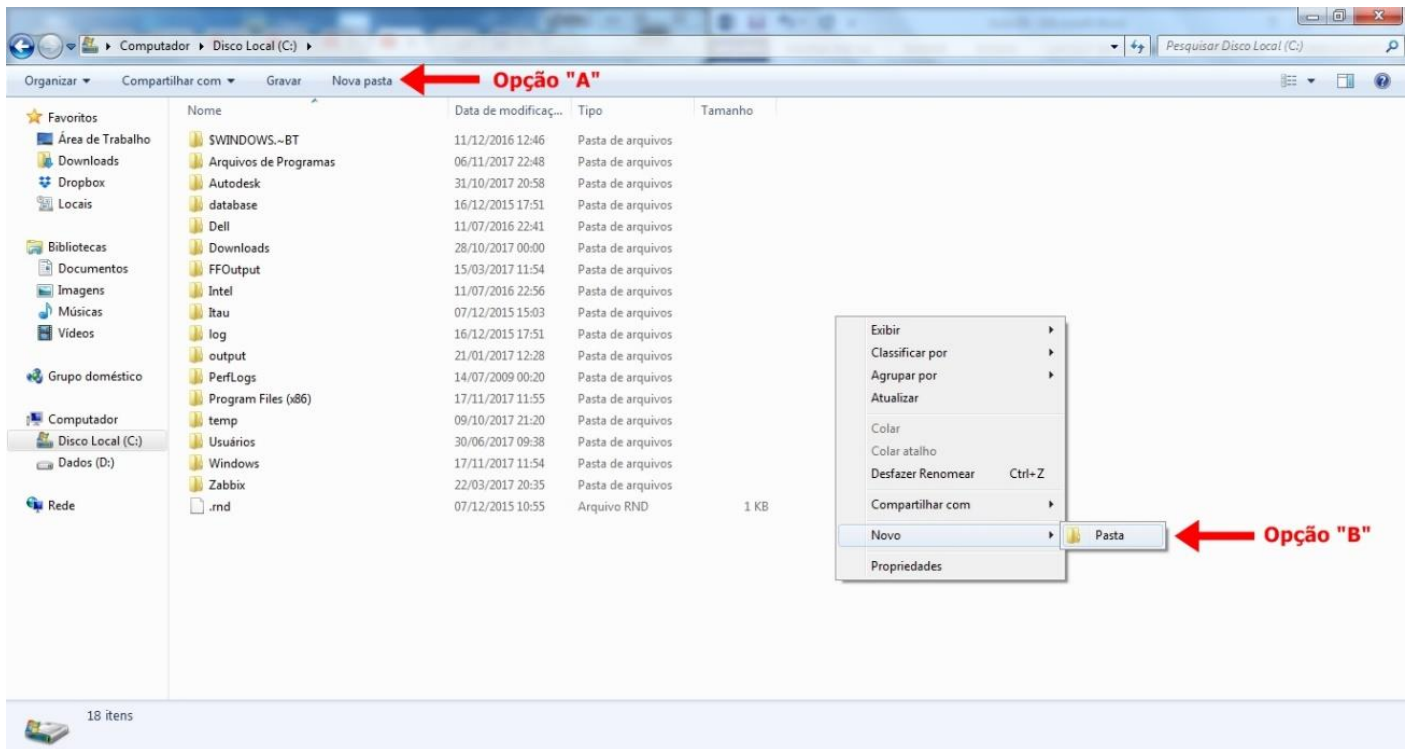 Computador Disco Local (C:)
Pesquisar Disco Local (C:)
Organizar Compartilhar com Gravar Nova pasta Opção "A"
Favoritos
Área de Trabalho
Downloads
Dropbox
Locais
Bibliotecas
Documentos
Imagens
Músicas
Vídeos
Grupo doméstico
Computador
Disco Local (C:)
Dados (D:)
Rede
Nome Data de modificaç... Tipo Tamanho
$WINDOWS.~BT 11/12/2016 12:46 Pasta de arquivos
Arquivos de Programas 06/11/2017 22:48 Pasta de arquivos
Autodesk 31/10/2017 20:58 Pasta de arquivos
database 16/12/2015 17:51 Pasta de arquivos
Dell 11/07/2016 22:41 Pasta de arquivos
Downloads 28/10/2017 00:00 Pasta de arquivos
FFOutput 15/03/2017 11:54 Pasta de arquivos
Intel 11/07/2016 22:56 Pasta de arquivos
Itau 07/12/2015 15:03 Pasta de arquivos
log 16/12/2015 17:51 Pasta de arquivos
output 21/01/2017 12:28 Pasta de arquivos
PerfLogs 14/07/2009 00:20 Pasta de arquivos
Program Files (x86) 17/11/2017 11:55 Pasta de arquivos
temp 09/10/2017 21:20 Pasta de arquivos
Usuários 30/06/2017 09:38 Pasta de arquivos
Windows 17/11/2017 11:54 Pasta de arquivos
Zabbix 22/03/2017 20:35 Pasta de arquivos
.rnd 07/12/2015 10:55 Arquivo RND 1 KB
Exibir
Classificar por
Agrupar por
Atualizar
Colar
Colar atalho
Desfazer Renomear Ctrl+Z
Compartilhar com
Novo
Pasta
Opção "B"
Propriedades
18 itens